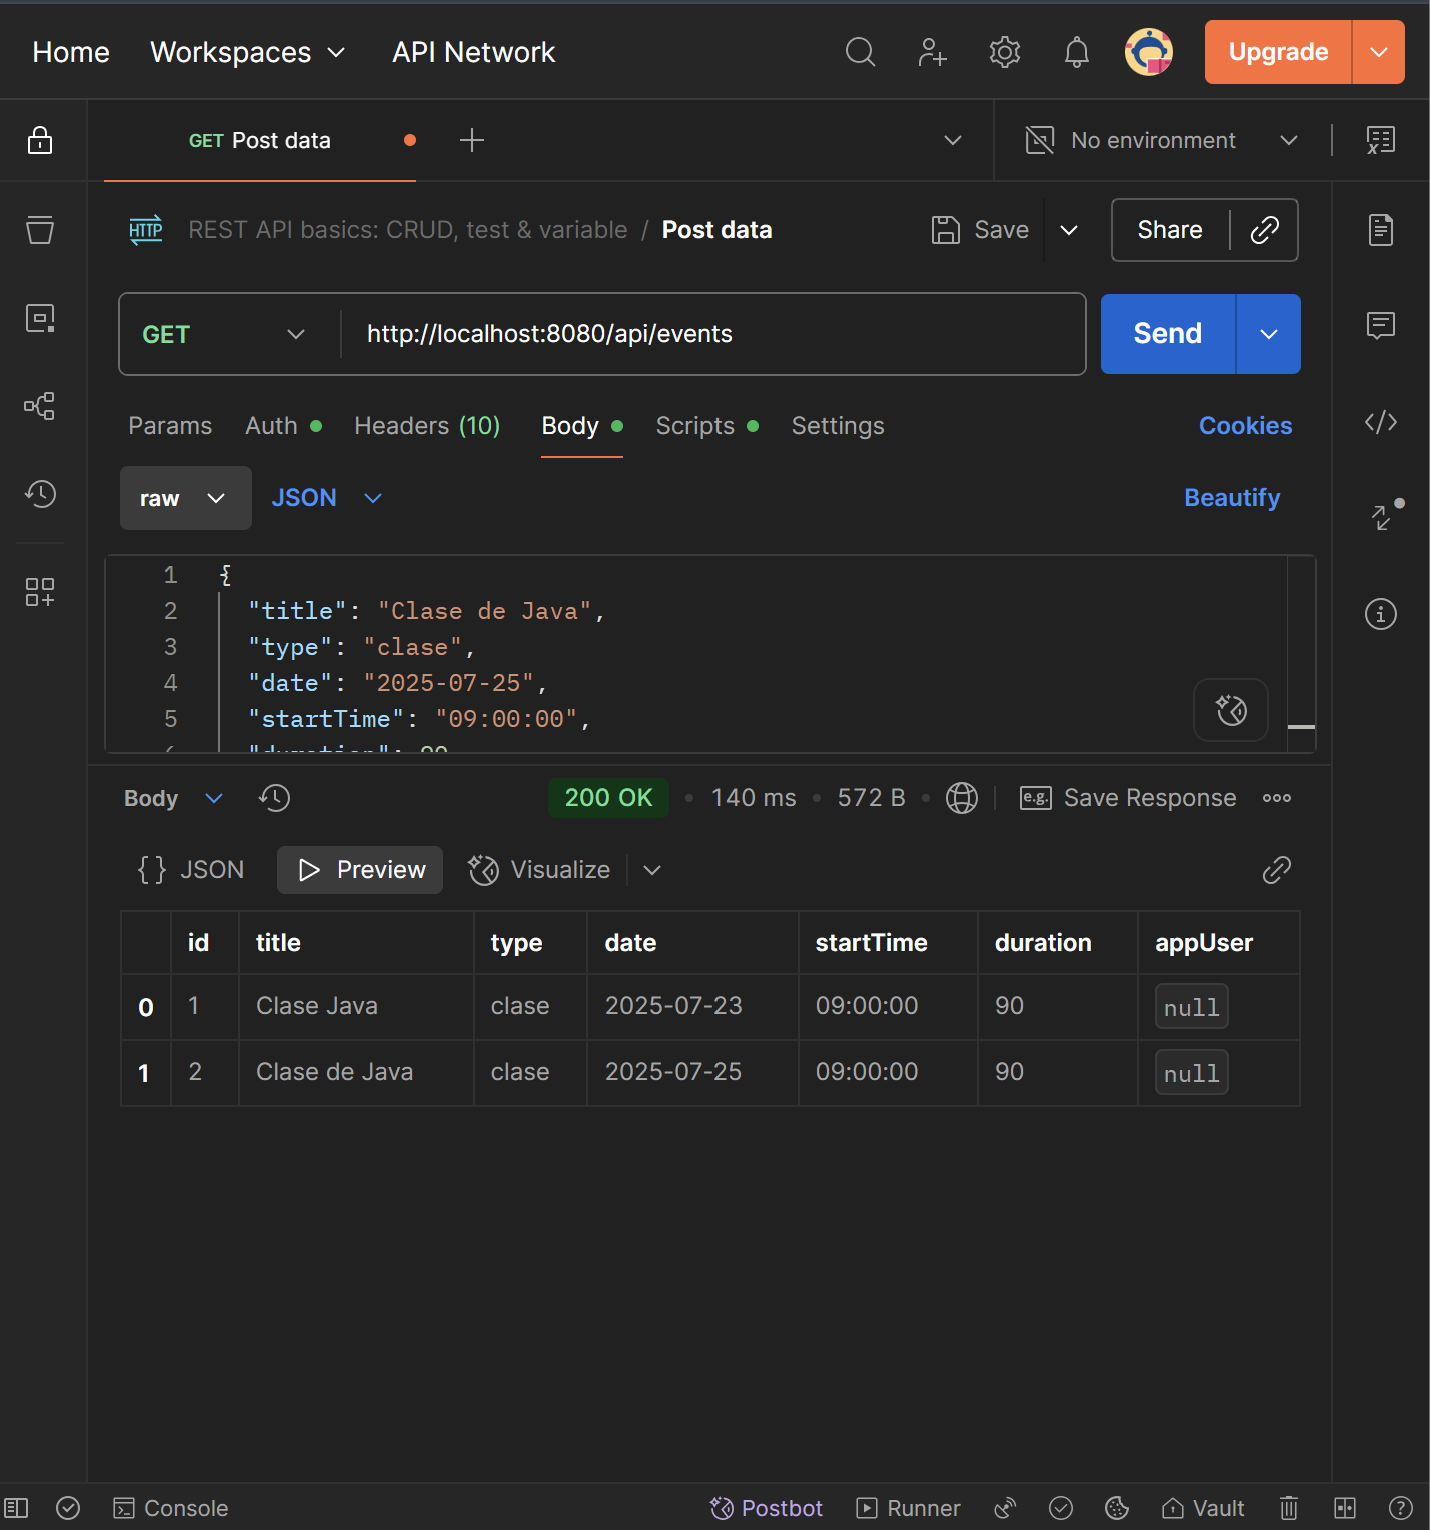 Home Workspaces API Network Upgrade
GET Post data No environment
HTTP REST API basics: CRUD, test & variable / Post data Save Share
GET http://localhost:8080/api/events Send
Params Auth Headers (10) Body Scripts Settings Cookies
raw JSON Beautify
1 {
2 "title": "Clase de Java",
3 "type": "clase",
4 "date": "2025-07-25",
5 "startTime": "09:00:00",
6 "duration": 90
Body 200 OK 140 ms 572 B e.g. Save Response
{} JSON Preview Visualize
id title type date startTime duration appUser
0 1 Clase Java clase 2025-07-23 09:00:00 90 null
1 2 Clase de Java clase 2025-07-25 09:00:00 90 null
Console Postbot Runner Vault